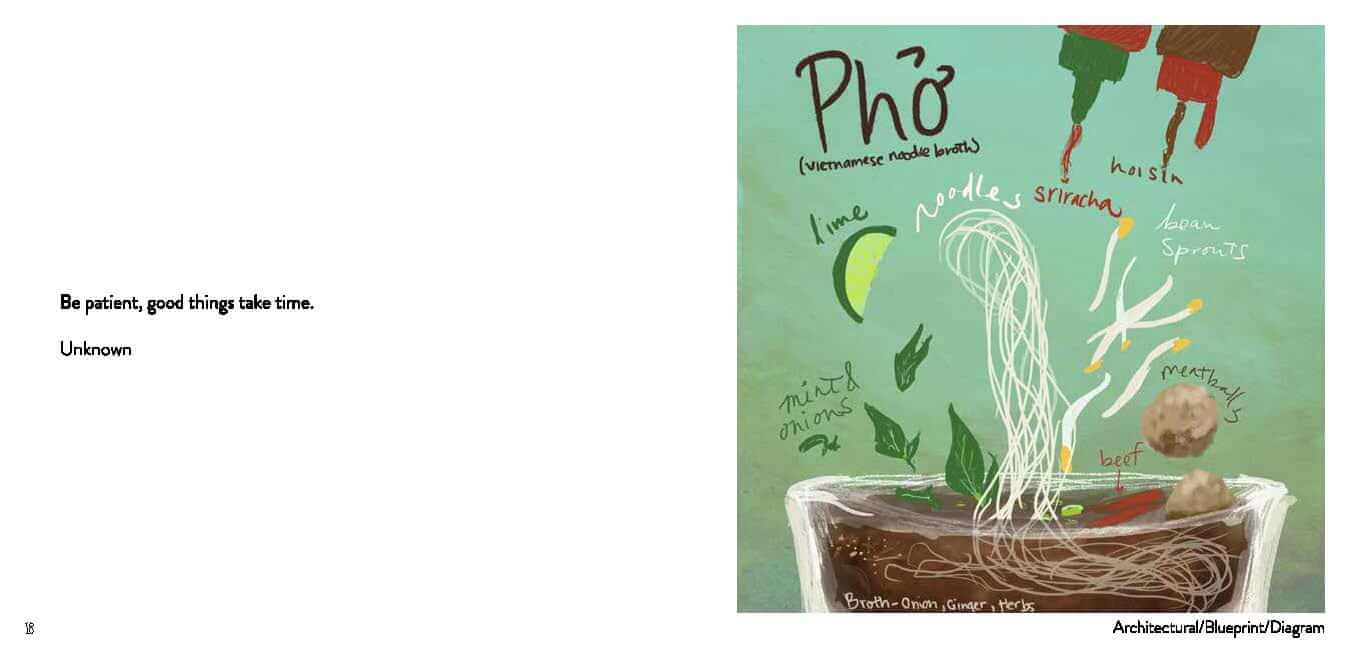 Be patient, good things take time.
Unknown
18
Phở
(Vietnamese noodle broth)
hoisin
sriracha
noodles
lime
bean
sprouts
mint &
onions
meatballs
beef
Broth - Onion, Ginger, Herbs
Architectural/Blueprint/Diagram